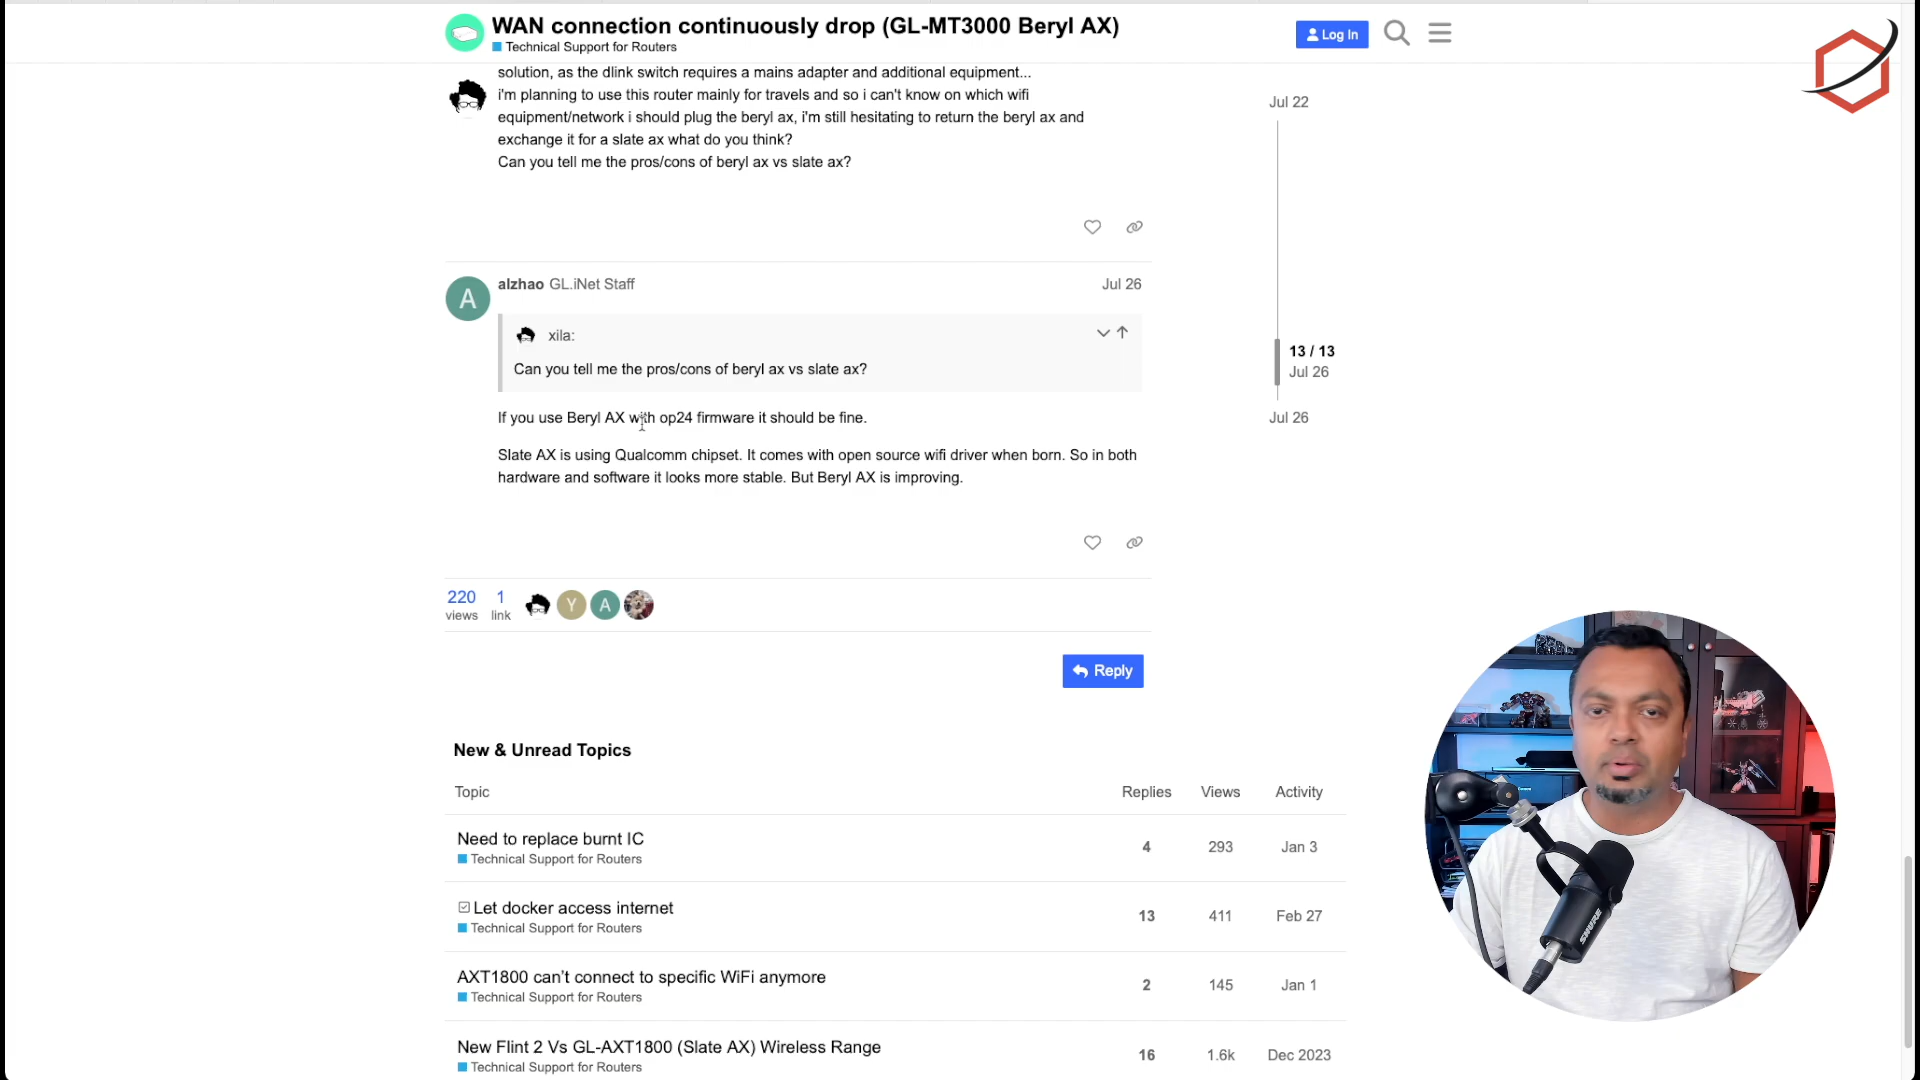 WAN connection continuously drop (GL-MT3000 Beryl AX)
Technical Support for Routers
Log In
solution, as the dlink switch requires a mains adapter and additional equipment...
i'm planning to use this router mainly for travels and so i can't know on which wifi
equipment/network i should plug the beryl ax, i'm still hesitating to return the beryl ax and
exchange it for a slate ax what do you think?
Can you tell me the pros/cons of beryl ax vs slate ax?
Jul 22
A
alzhao GL.iNet Staff
Jul 26
xila:
Can you tell me the pros/cons of beryl ax vs slate ax?
13 / 13
Jul 26
If you use Beryl AX with op24 firmware it should be fine.
Jul 26
Slate AX is using Qualcomm chipset. It comes with open source wifi driver when born. So in both
hardware and software it looks more stable. But Beryl AX is improving.
220 1
views link
Y A
Reply
New & Unread Topics
Topic Replies Views Activity
Need to replace burnt IC
Technical Support for Routers
4 293 Jan 3
Let docker access internet
Technical Support for Routers
13 411 Feb 27
AXT1800 can't connect to specific WiFi anymore
Technical Support for Routers
2 145 Jan 1
New Flint 2 Vs GL-AXT1800 (Slate AX) Wireless Range
Technical Support for Routers
16 1.6k Dec 2023
SHURE